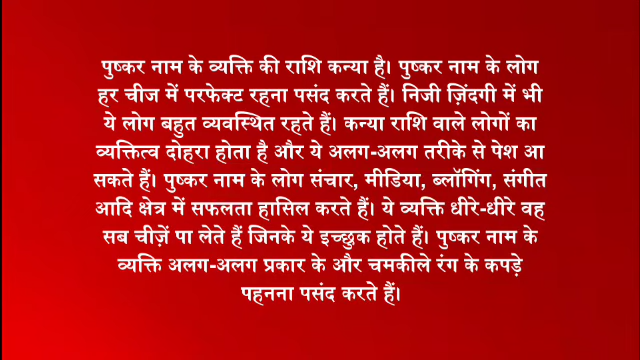 पुष्कर नाम के व्यक्ति की राशि कन्या है। पुष्कर नाम के लोग
हर चीज में परफेक्ट रहना पसंद करते हैं। निजी ज़िंदगी में भी
ये लोग बहुत व्यवस्थित रहते हैं। कन्या राशि वाले लोगों का
व्यक्तित्व दोहरा होता है और ये अलग-अलग तरीके से पेश आ
सकते हैं। पुष्कर नाम के लोग संचार, मीडिया, ब्लॉगिंग, संगीत
आदि क्षेत्र में सफलता हासिल करते हैं। ये व्यक्ति धीरे-धीरे वह
सब चीज़ें पा लेते हैं जिनके ये इच्छुक होते हैं। पुष्कर नाम के
व्यक्ति अलग-अलग प्रकार के और चमकीले रंग के कपड़े
पहनना पसंद करते हैं।